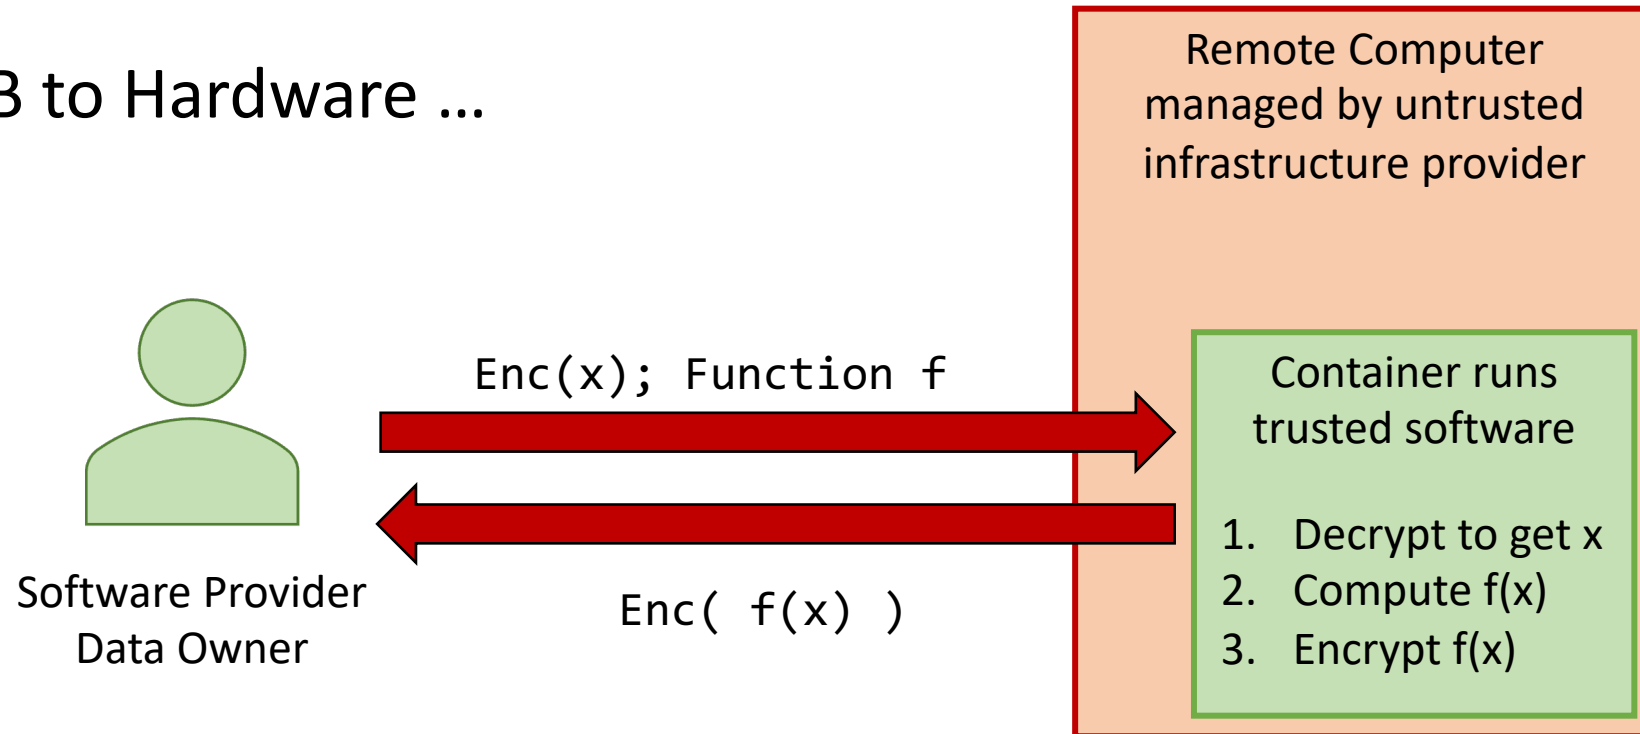 B to Hardware …
Remote Computer
managed by untrusted
infrastructure provider
Enc(x); Function f
Container runs
trusted software
1. Decrypt to get x
2. Compute f(x)
3. Encrypt f(x)
Enc( f(x) )
Software Provider
Data Owner